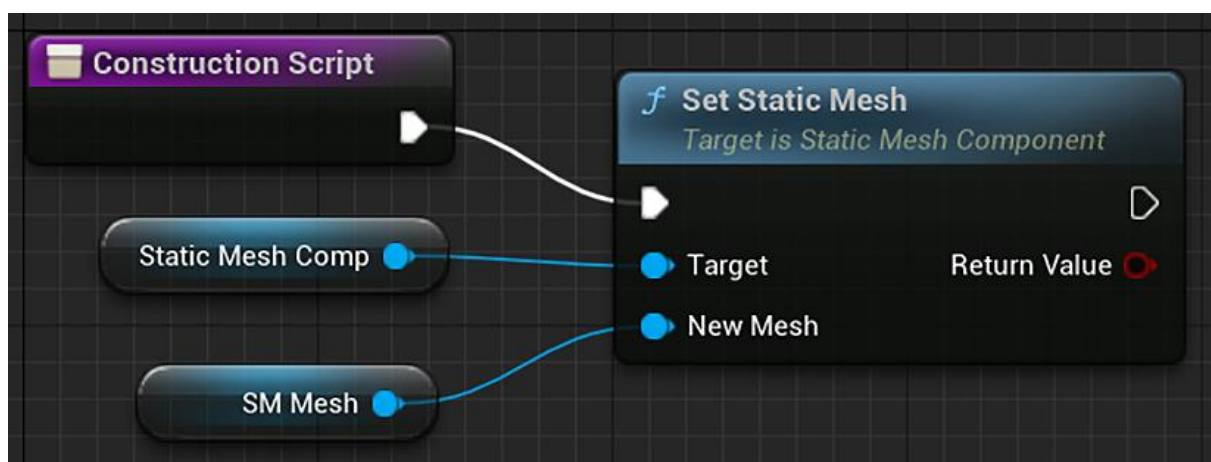 Construction Script
f Set Static Mesh
Target is Static Mesh Component
Static Mesh Comp
Target
Return Value
New Mesh
SM Mesh